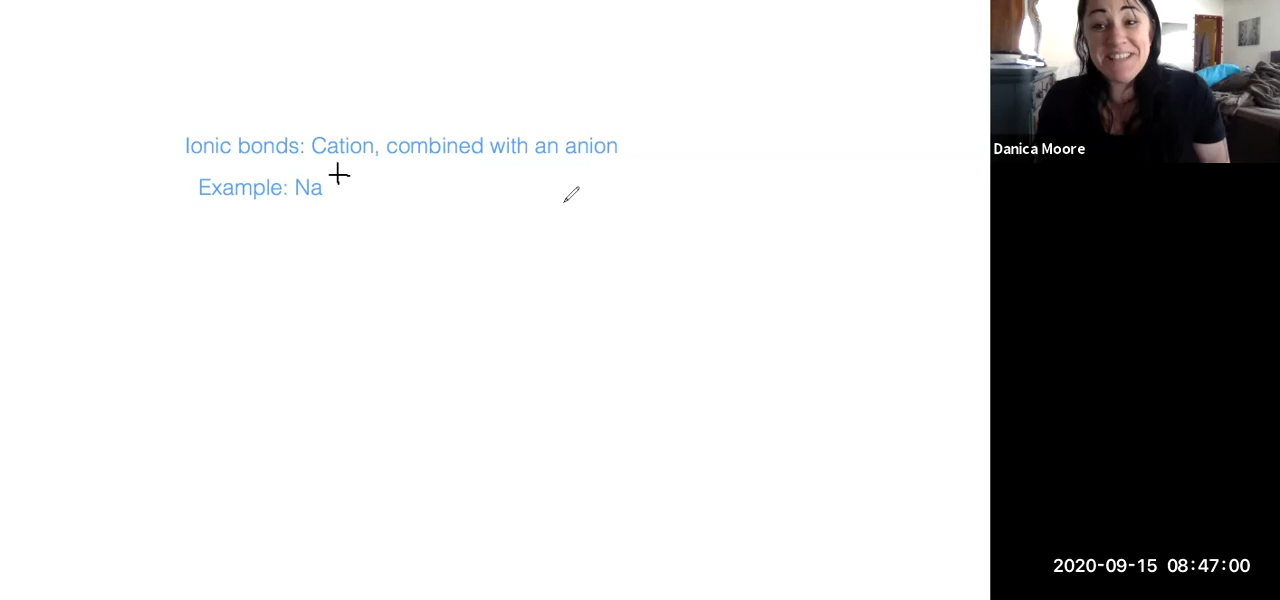 Ionic bonds: Cation, combined with an anion
Example: Na +
Danica Moore
2020-09-15 08:47:00